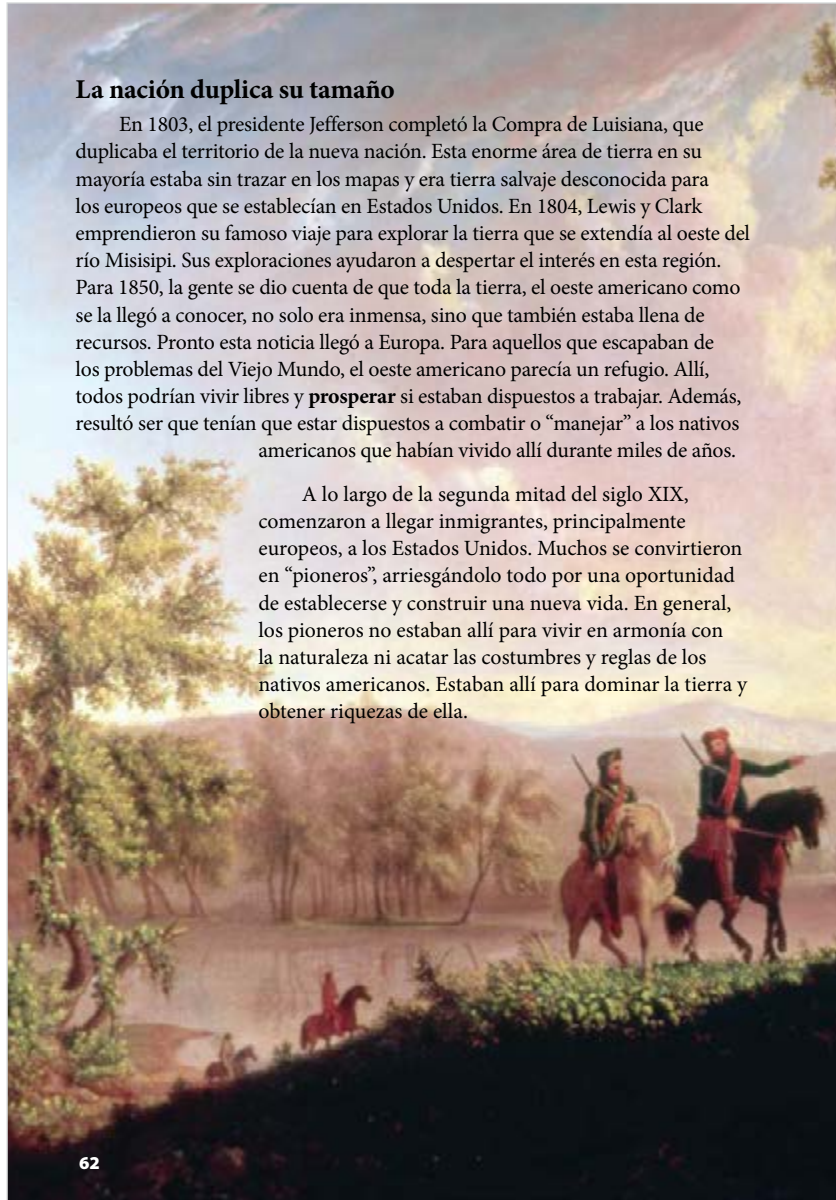 La nación duplica su tamaño
En 1803, el presidente Jefferson completó la Compra de Luisiana, que
duplicaba el territorio de la nueva nación. Esta enorme área de tierra en su
mayoría estaba sin trazar en los mapas y era tierra salvaje desconocida para
los europeos que se establecían en Estados Unidos. En 1804, Lewis y Clark
emprendieron su famoso viaje para explorar la tierra que se extendía al oeste del
río Misisipi. Sus exploraciones ayudaron a despertar el interés en esta región.
Para 1850, la gente se dio cuenta de que toda la tierra, el oeste americano como
se la llegó a conocer, no solo era inmensa, sino que también estaba llena de
recursos. Pronto esta noticia llegó a Europa. Para aquellos que escapaban de
los problemas del Viejo Mundo, el oeste americano parecía un refugio. Allí,
todos podrían vivir libres y prosperar si estaban dispuestos a trabajar. Además,
resultó ser que tenían que estar dispuestos a combatir o “manejar” a los nativos
americanos que habían vivido allí durante miles de años.
A lo largo de la segunda mitad del siglo XIX,
comenzaron a llegar inmigrantes, principalmente
europeos, a los Estados Unidos. Muchos se convirtieron
en “pioneros”, arriesgándolo todo por una oportunidad
de establecerse y construir una nueva vida. En general,
los pioneros no estaban allí para vivir en armonía con
la naturaleza ni acatar las costumbres y reglas de los
nativos americanos. Estaban allí para dominar la tierra y
obtener riquezas de ella.
62